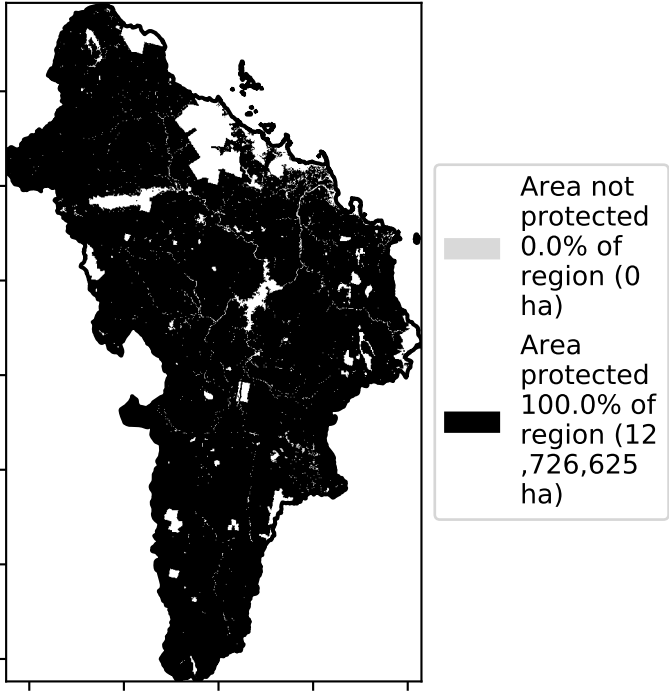 Area not
protected
0.0% of
region (0
ha)
Area
protected
100.0% of
region (12
,726,625
ha)